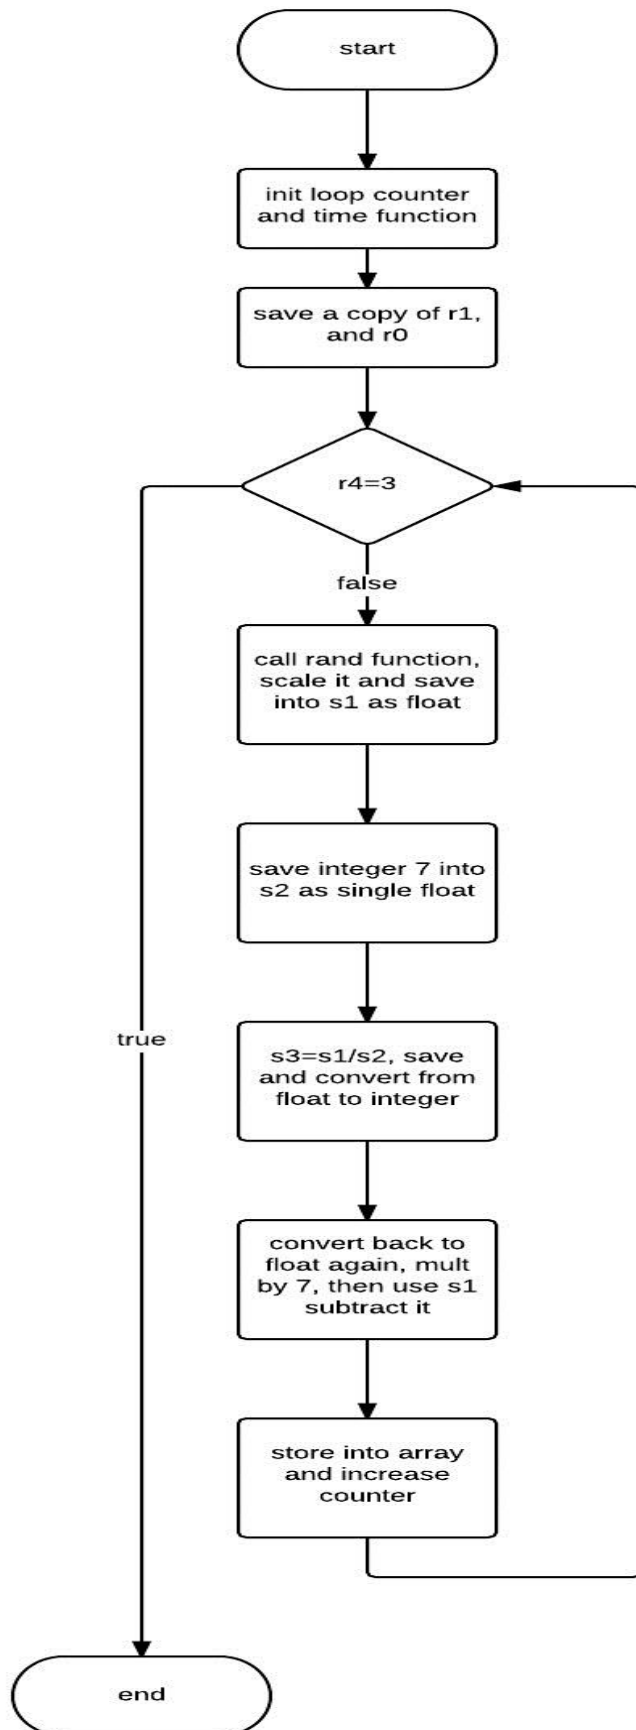 start
init loop counter
and time function
save a copy of r1,
and r0
r4=3
false
call rand function,
scale it and save
into s1 as float
save integer 7 into
s2 as single float
true
s3=s1/s2, save
and convert from
float to integer
convert back to
float again, mult
by 7, then use s1
subtract it
store into array
and increase
counter
end